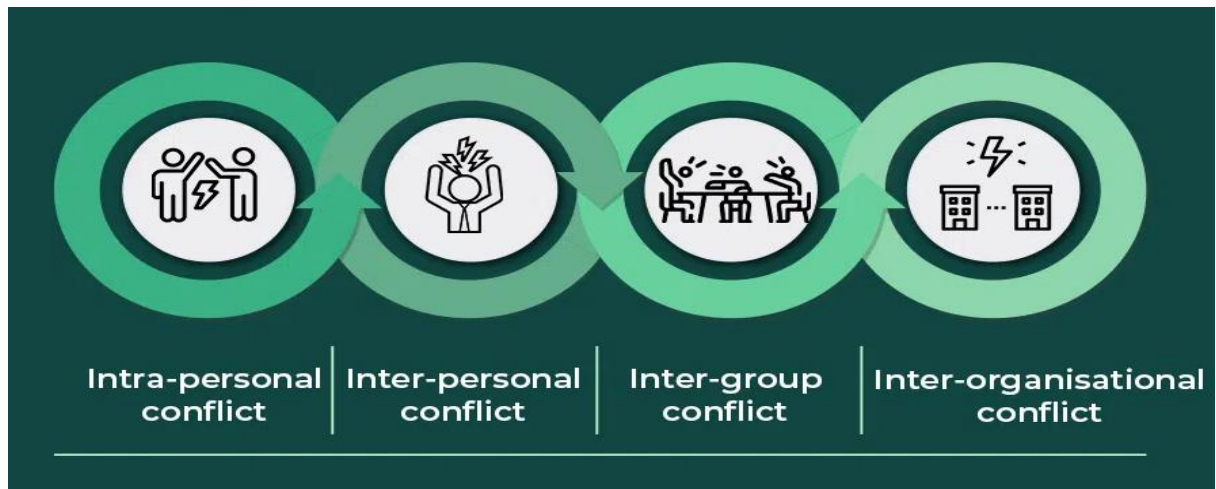 Intra-personal
conflict
Inter-personal
conflict
Inter-group
conflict
Inter-organisational
conflict